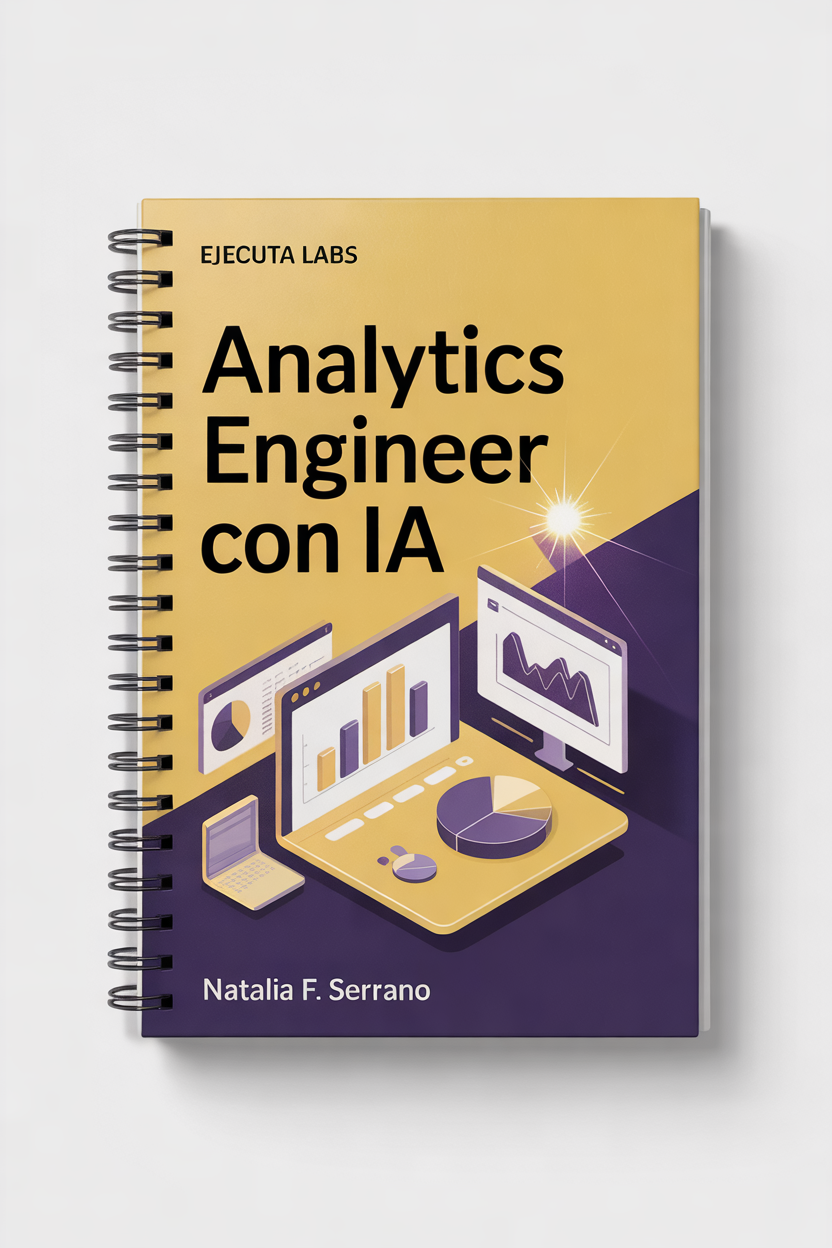 EJECUTA LABS
Analytics
Engineer
con IA
Natalia F. Serrano